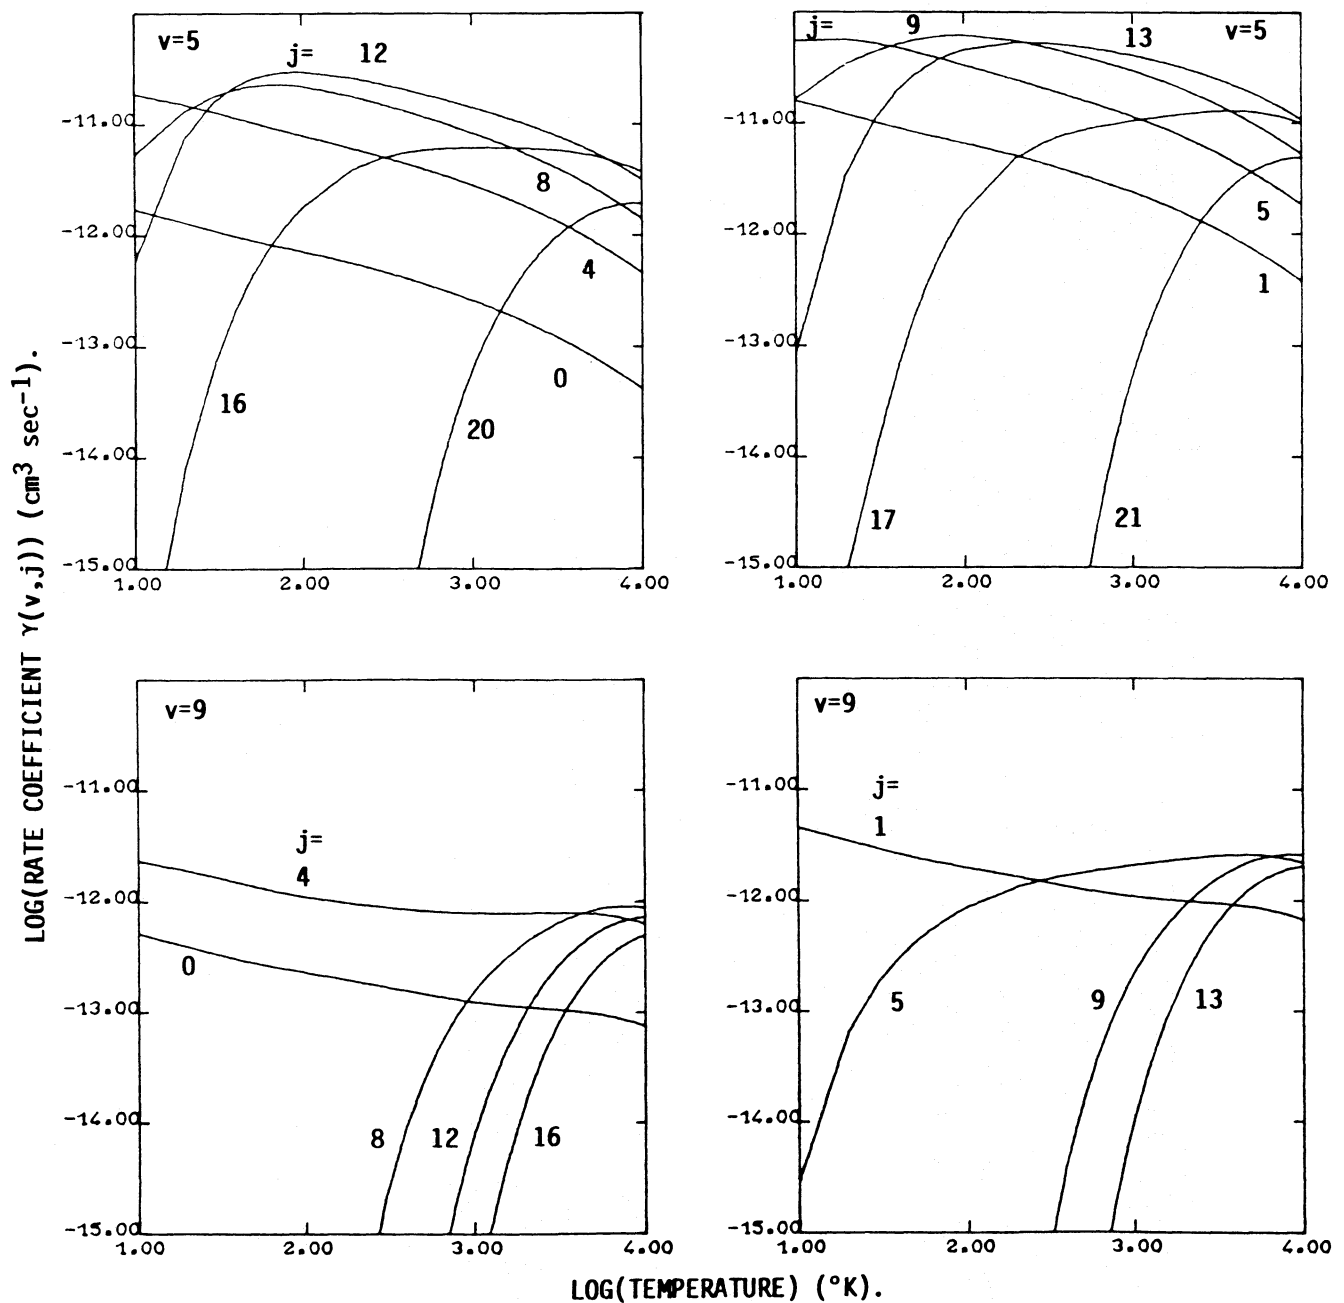 v=5
j= 12
8
4
0
16
20
-11.00
-12.00
-13.00
-14.00
-15.00
1.00 2.00 3.00 4.00
j= 9
13
v=5
5
1
17
21
-11.00
-12.00
-13.00
-14.00
-15.00
1.00 2.00 3.00 4.00
LOG(RATE COEFFICIENT γ(v,j)) (cm³ sec⁻¹).
v=9
j=
4
0
8
12
16
-11.00
-12.00
-13.00
-14.00
-15.00
1.00 2.00 3.00 4.00
v=9
j=
1
5
9
13
-11.00
-12.00
-13.00
-14.00
-15.00
1.00 2.00 3.00 4.00
LOG(TEMPERATURE) (°K).